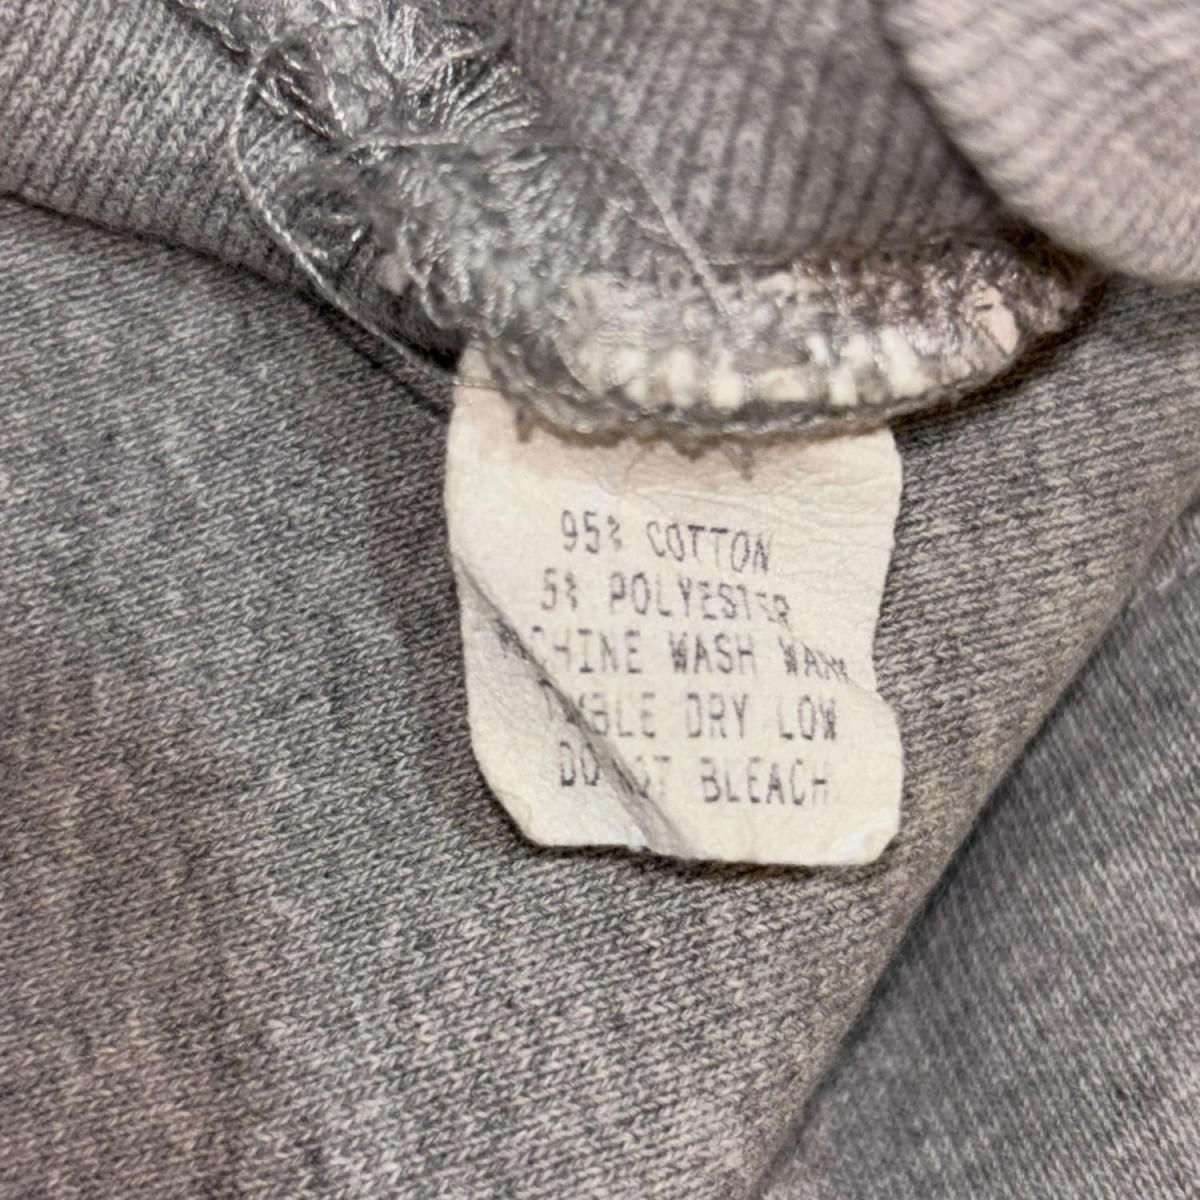 95% COTTON
5% POLYESTER
MACHINE WASH WARM
TUMBLE DRY LOW
DO NOT BLEACH